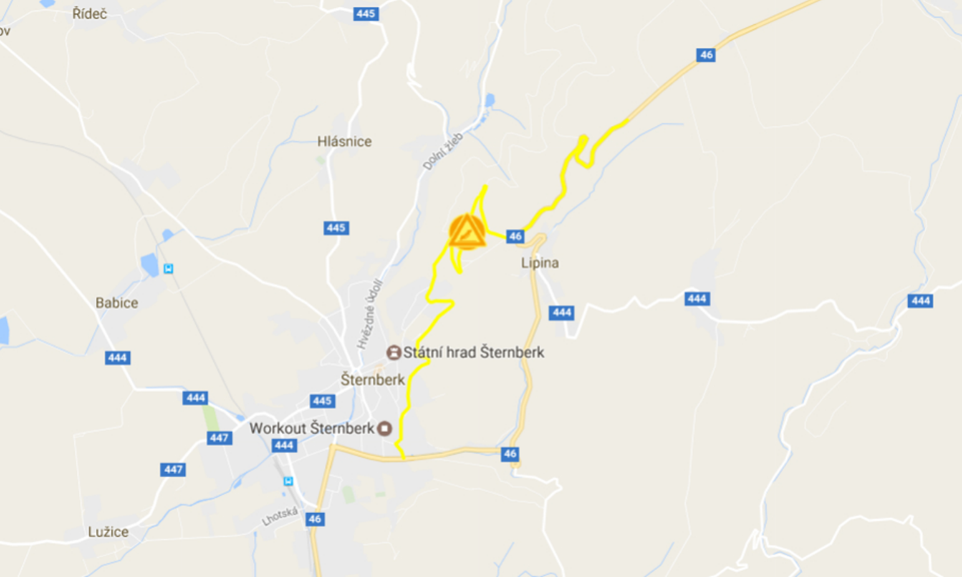 Řídeč
445
46
ov
Hlásnice
Dolní žleb
445
46
Lipina
Babice
Hvězdné údolí
444
444
444
444
Státní hrad Šternberk
Šternberk
444
445
Workout Šternberk
447
444
46
447
Lhotská
46
Lužice